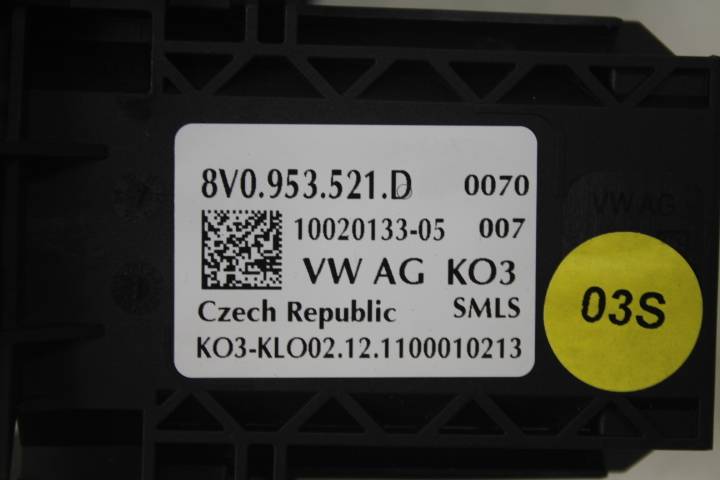 8V0.953.521.D 0070
10020133-05 007
VW AG KO3
Czech Republic SMLS
KO3-KLO02.12.1100010213
03S
VW AG